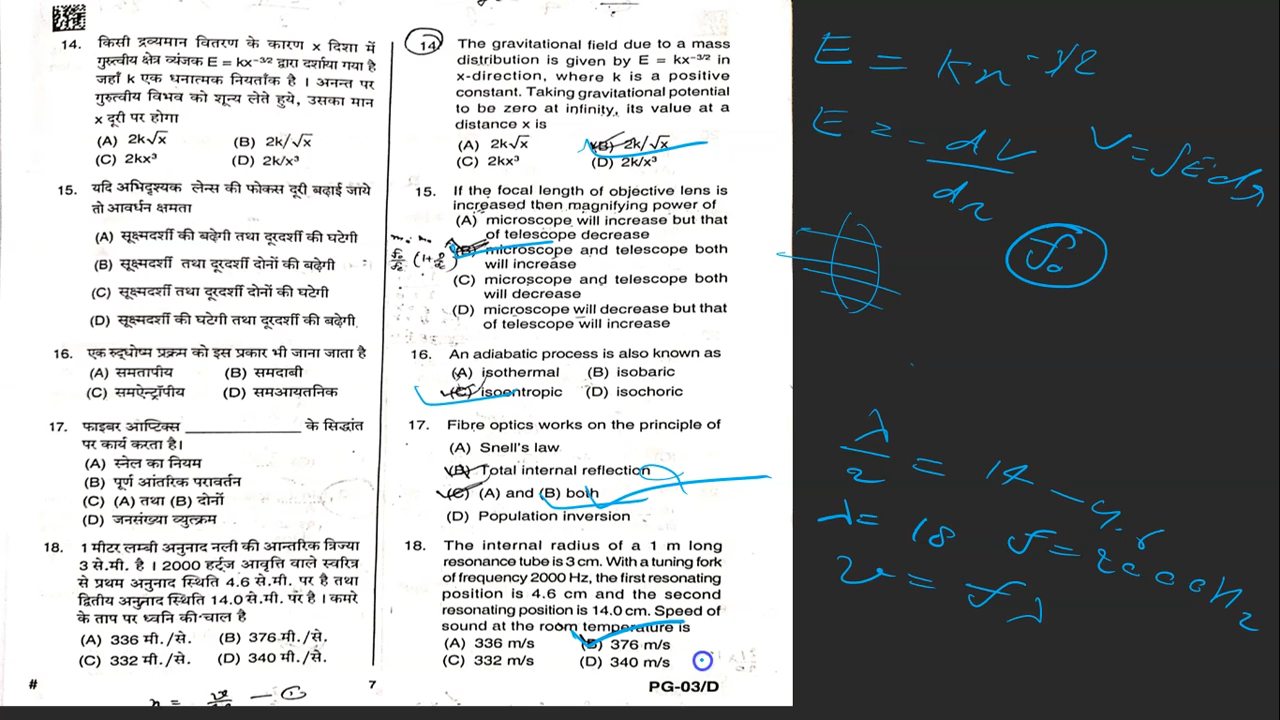 14. किसी द्रव्यमान वितरण के कारण x दिशा में
गुरुत्वीय क्षेत्र व्यंजक E = kx⁻³/² द्वारा दर्शाया गया है
जहाँ k एक धनात्मक नियतांक है । अनन्त पर
गुरुत्वीय विभव को शून्य लेते हुये, उसका मान
x दूरी पर होगा
(A) 2k√x (B) 2k/√x
(C) 2kx³ (D) 2k/x³
15. यदि अभिदृश्यक लेन्स की फोकस दूरी बढ़ाई जाये
तो आवर्धन क्षमता
(A) सूक्ष्मदर्शी की बढ़ेगी तथा दूरदर्शी की घटेगी
(B) सूक्ष्मदर्शी तथा दूरदर्शी दोनों की बढ़ेगी
(C) सूक्ष्मदर्शी तथा दूरदर्शी दोनों की घटेगी
(D) सूक्ष्मदर्शी की घटेगी तथा दूरदर्शी की बढ़ेगी
16. एक रुद्धोष्म प्रक्रम को इस प्रकार भी जाना जाता है
(A) समतापीय (B) समदाबी
(C) समऐन्ट्रॉपीय (D) समआयतनिक
17. फाइबर ऑप्टिक्स ____________ के सिद्धांत
पर कार्य करता है।
(A) स्नेल का नियम
(B) पूर्ण आंतरिक परावर्तन
(C) (A) तथा (B) दोनों
(D) जनसंख्या व्युत्क्रम
18. 1 मीटर लम्बी अनुनाद नली की आन्तरिक त्रिज्या
3 से.मी. है । 2000 हर्ट्ज आवृत्ति वाले स्वरित्र
से प्रथम अनुनाद स्थिति 4.6 से.मी. पर है तथा
द्वितीय अनुनाद स्थिति 14.0 से.मी. पर है । कमरे
के ताप पर ध्वनि की चाल है
(A) 336 मी./से. (B) 376 मी./से.
(C) 332 मी./से. (D) 340 मी./से.
#
7
14 The gravitational field due to a mass
distribution is given by E = kx⁻³/² in
x-direction, where k is a positive
constant. Taking gravitational potential
to be zero at infinity, its value at a
distance x is
(A) 2k√x (B) 2k/√x
(C) 2kx³ (D) 2k/x³
15. If the focal length of objective lens is
increased then magnifying power of
(A) microscope will increase but that
of telescope decrease
(B) microscope and telescope both
will increase
(C) microscope and telescope both
will decrease
(D) microscope will decrease but that
of telescope will increase
16. An adiabatic process is also known as
(A) isothermal (B) isobaric
(C) isoentropic (D) isochoric
17. Fibre optics works on the principle of
(A) Snell's law
(B) Total internal reflection
(C) (A) and (B) both
(D) Population inversion
18. The internal radius of a 1 m long
resonance tube is 3 cm. With a tuning fork
of frequency 2000 Hz, the first resonating
position is 4.6 cm and the second
resonating position is 14.0 cm. Speed of
sound at the room temperature is
(A) 336 m/s (B) 376 m/s
(C) 332 m/s (D) 340 m/s
PG-03/D
E = kx⁻³/²
E = -dV/dx V = ∫E dx
f₀
λ/2 = 14 - 4.6
λ = 18 f = 2000Hz
v = fλ